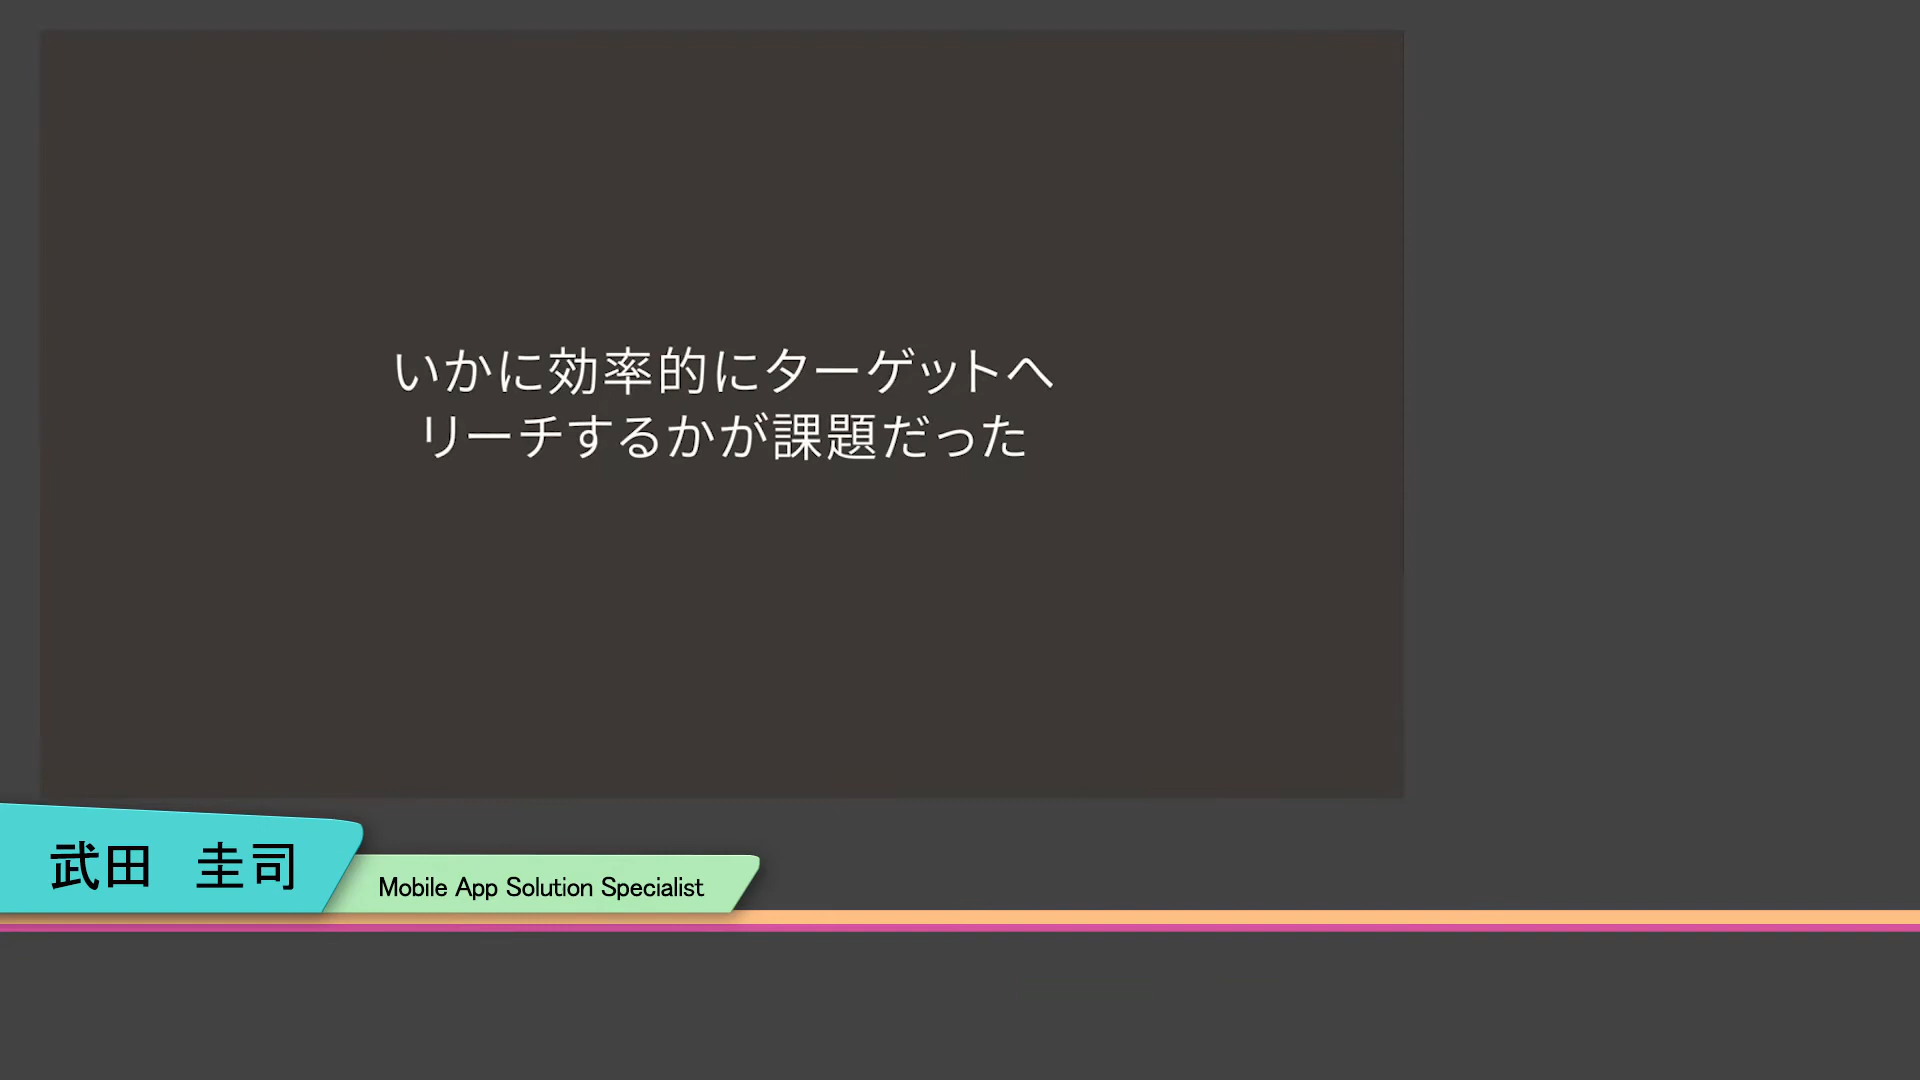 いかに効率的にターゲットへ
リーチするかが課題だった
武田　圭司
Mobile App Solution Specialist